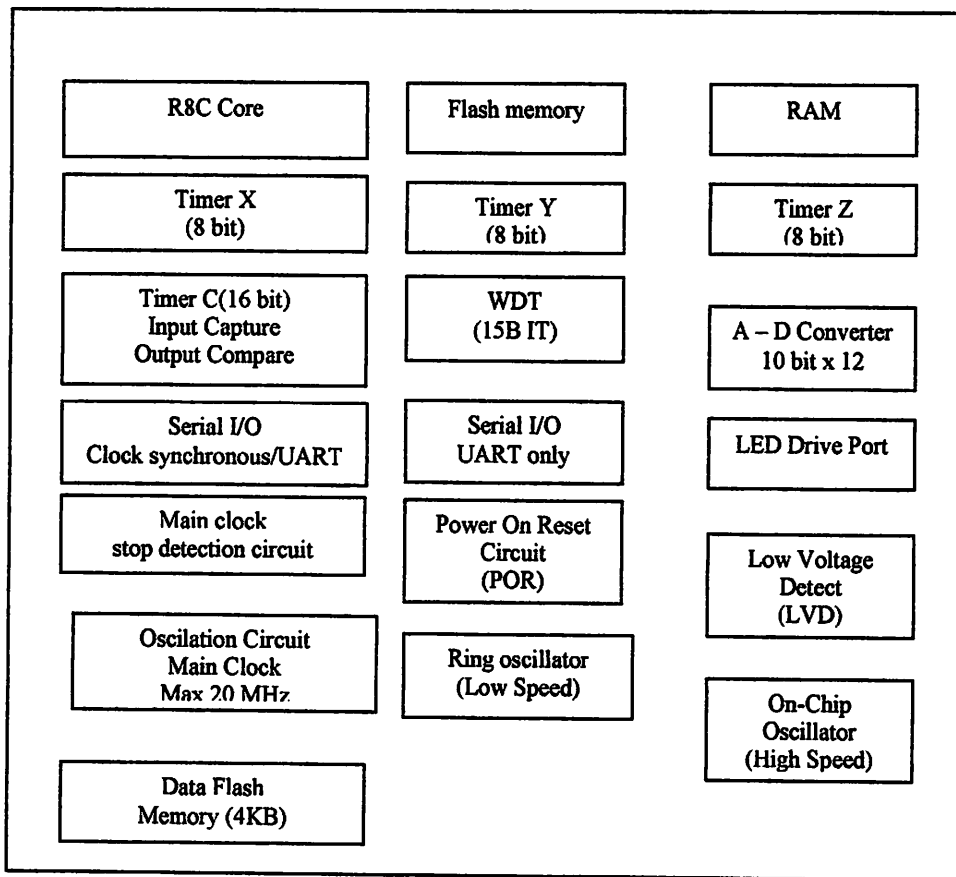 R8C Core
Flash memory
RAM
Timer X
(8 bit)
Timer Y
(8 bit)
Timer Z
(8 bit)
Timer C(16 bit)
Input Capture
Output Compare
WDT
(15B IT)
A – D Converter
10 bit x 12
Serial I/O
Clock synchronous/UART
Serial I/O
UART only
LED Drive Port
Main clock
stop detection circuit
Power On Reset
Circuit
(POR)
Low Voltage
Detect
(LVD)
Oscilation Circuit
Main Clock
Max 20 MHz
Ring oscillator
(Low Speed)
On-Chip
Oscillator
(High Speed)
Data Flash
Memory (4KB)